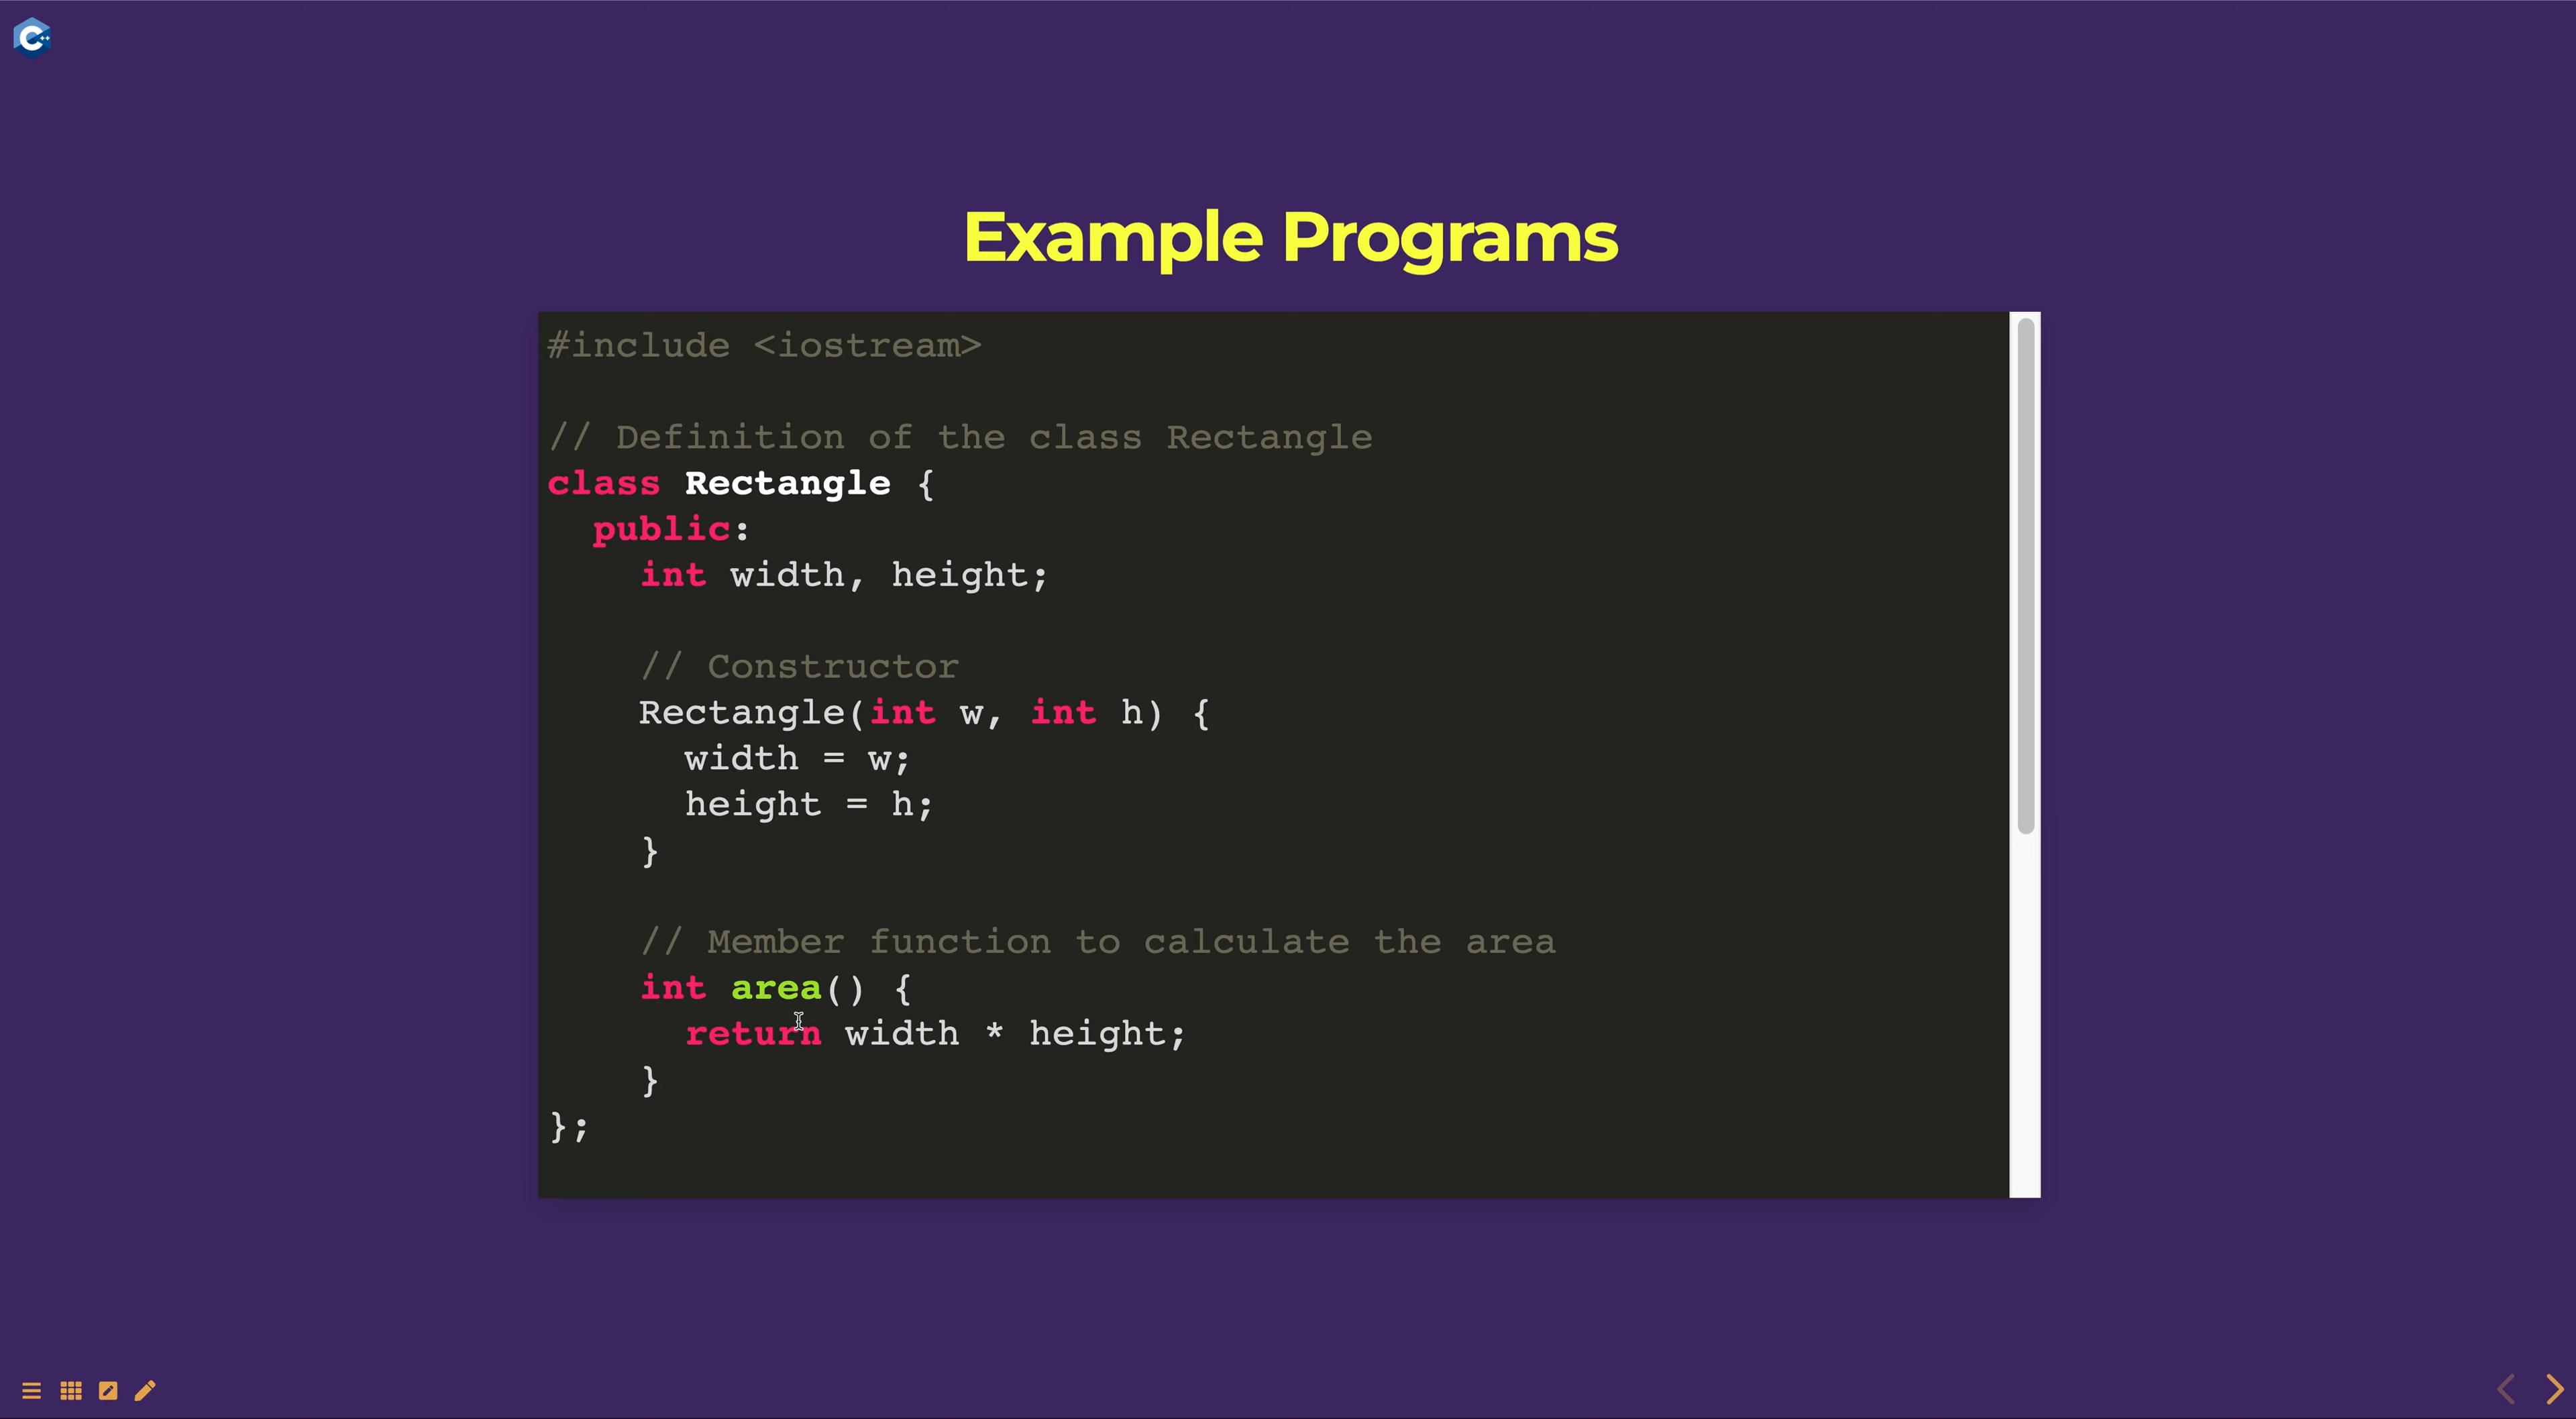 C++
Example Programs
#include <iostream>
// Definition of the class Rectangle
class Rectangle {
public:
int width, height;
// Constructor
Rectangle(int w, int h) {
width = w;
height = h;
}
// Member function to calculate the area
int area() {
return width * height;
}
};